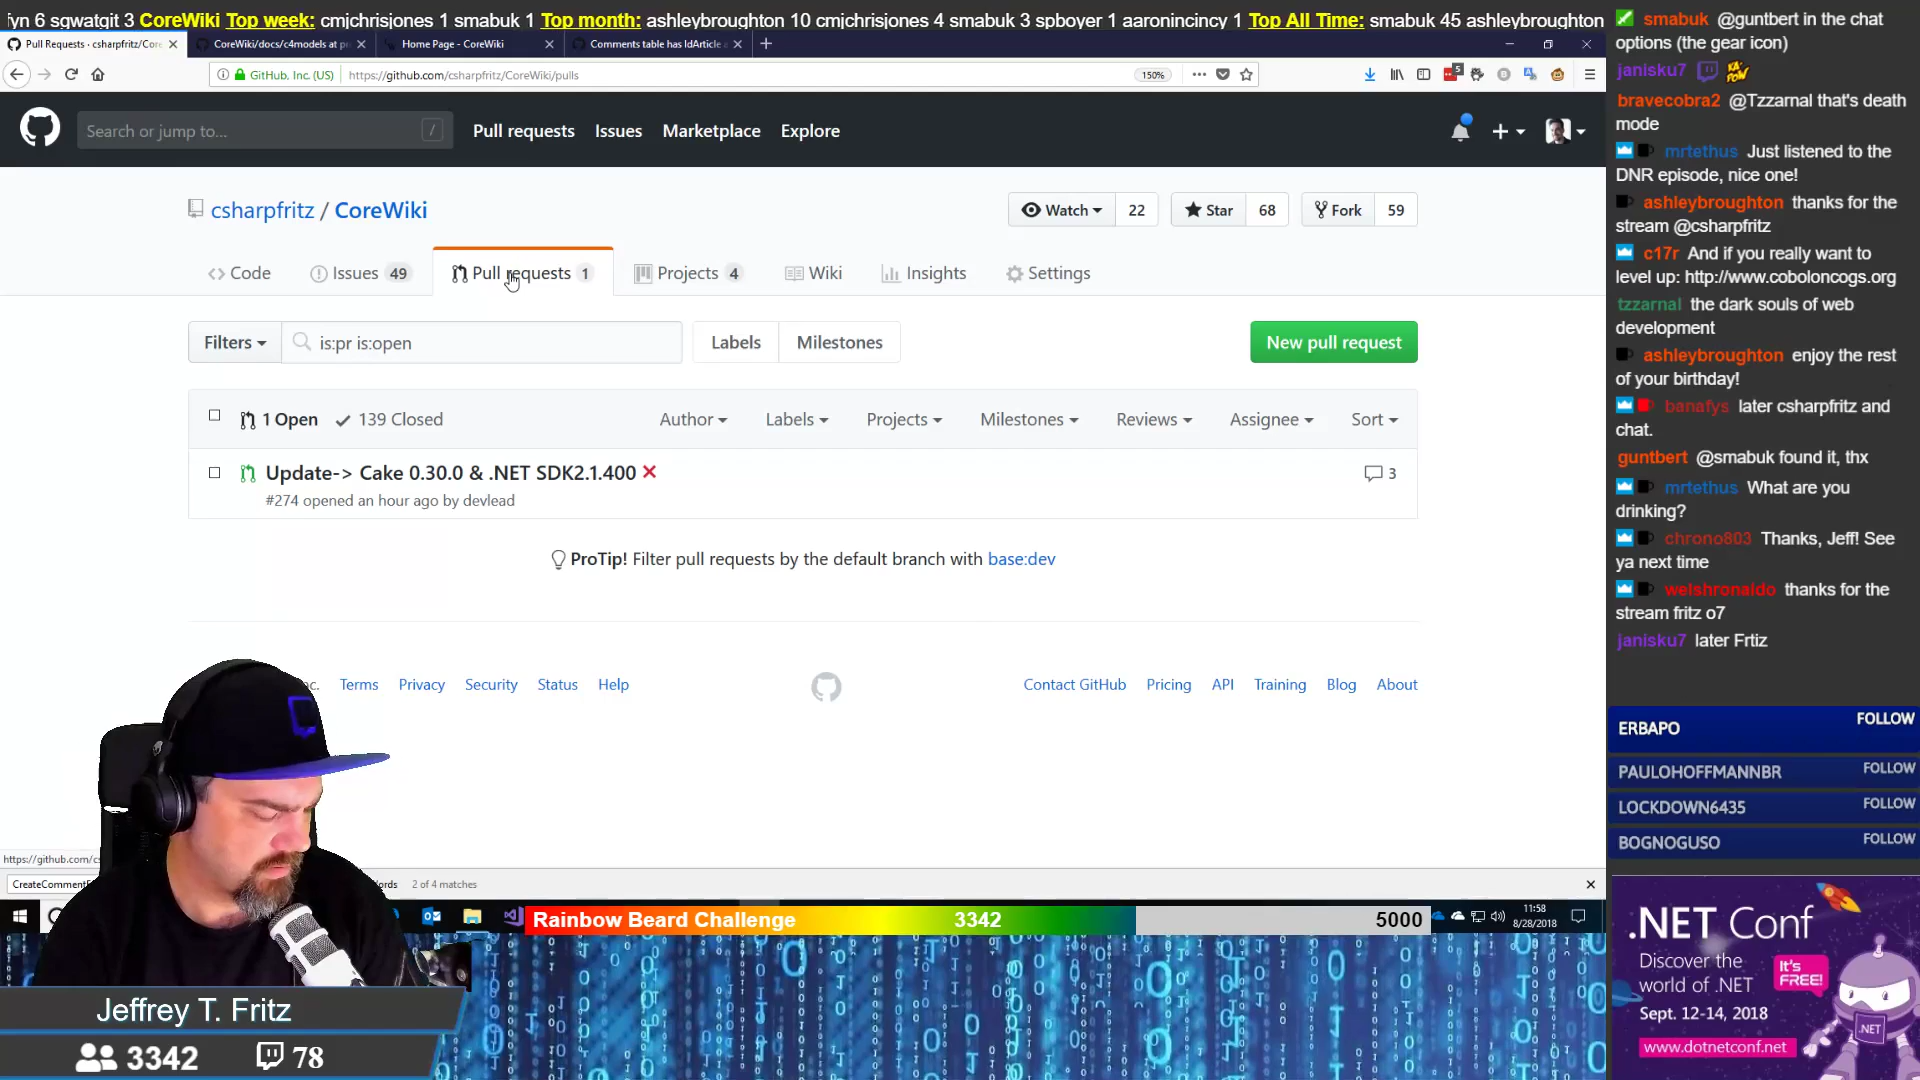 fyn 6 sgwatgit 3 CoreWiki Top week: cmjchrisjones 1 smabuk 1 Top month: ashleybroughton 10 cmjchrisjones 4 smabuk 3 spboyer 1 aaronincincy 1 Top All Time: smabuk 45 ashleybroughton
Pull Requests · csharpfritz/Core
CoreWiki/docs/c4models at p
Home Page - CoreWiki
Comments table has IdArticle
GitHub, Inc. (US)
https://github.com/csharpfritz/CoreWiki/pulls
150%
5
Search or jump to...
/
Pull requests
Issues
Marketplace
Explore
csharpfritz / CoreWiki
Watch 22
Star 68
Fork 59
Code
Issues 49
Pull requests 1
Projects 4
Wiki
Insights
Settings
Filters
is:pr is:open
Labels
Milestones
New pull request
1 Open
139 Closed
Author
Labels
Projects
Milestones
Reviews
Assignee
Sort
Update-> Cake 0.30.0 & .NET SDK2.1.400
3
#274 opened an hour ago by devlead
ProTip! Filter pull requests by the default branch with base:dev
Terms
Privacy
Security
Status
Help
Contact GitHub
Pricing
API
Training
Blog
About
https://github.com/cs
2 of 4 matches
Rainbow Beard Challenge
3342
5000
11:58
8/28/2018
Jeffrey T. Fritz
3342
78
smabuk @guntbert in the chat
options (the gear icon)
janisku7
bravecobra2 @Tzzarnal that's death
mode
mrtethus Just listened to the
DNR episode, nice one!
ashleybroughton thanks for the
stream @csharpfritz
c17r And if you really want to
level up: http://www.coboloncogs.org
tzzarnal the dark souls of web
development
ashleybroughton enjoy the rest
of your birthday!
banafys later csharpfritz and
chat.
guntbert @smabuk found it, thx
mrtethus What are you
drinking?
chrono803 Thanks, Jeff! See
ya next time
welshronaldo thanks for the
stream fritz o7
janisku7 later Frtiz
ERBAPO
FOLLOW
PAULOHOFFMANNBR
FOLLOW
LOCKDOWN6435
FOLLOW
BOGNOGUSO
FOLLOW
.NET Conf
Discover the
world of .NET
It's
FREE!
Sept. 12-14, 2018
.NET
www.dotnetconf.net